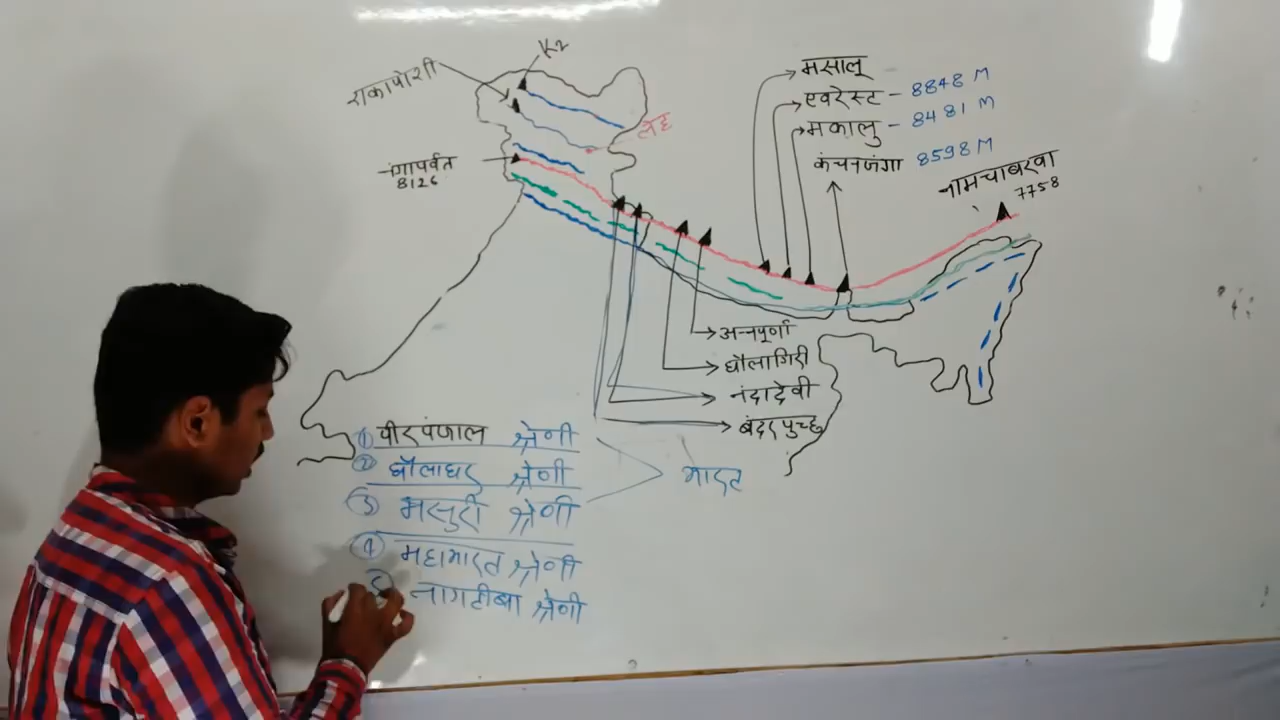 K2
राकापोशी
लेह
नंगापर्वत
8126
मसालू
एवरेस्ट - 8848 M
मकालु - 8481 M
कंचनजंगा 8598 M
नामचाबरवा
7758
अन्नपूर्णा
धौलागिरी
नंदादेवी
बंदरपुच्छ
① पीरपंजाल श्रेणी
② धौलाधर श्रेणी
③ मसुरी श्रेणी
भारत
④ महाभारत श्रेणी
⑤ नागटीबा श्रेणी